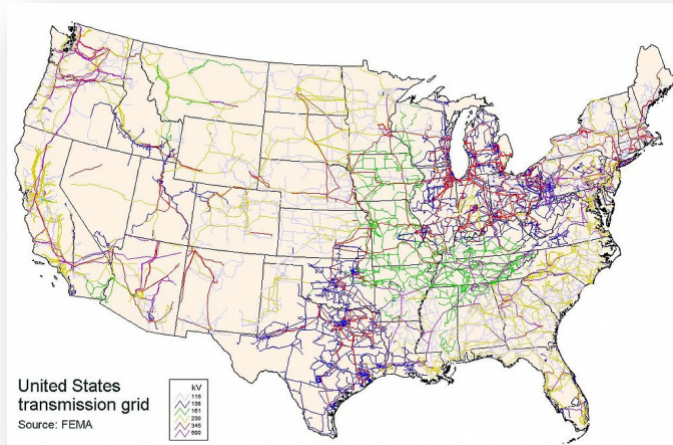 United States
transmission grid
Source: FEMA
kV
115
138
161
230
345
500